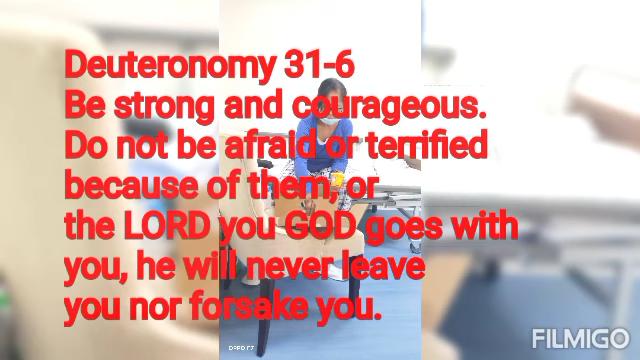 Deuteronomy 31-6
Be strong and courageous.
Do not be afraid or terrified
because of them, or
the LORD you GOD goes with
you, he will never leave
you nor forsake you.
FILMIGO